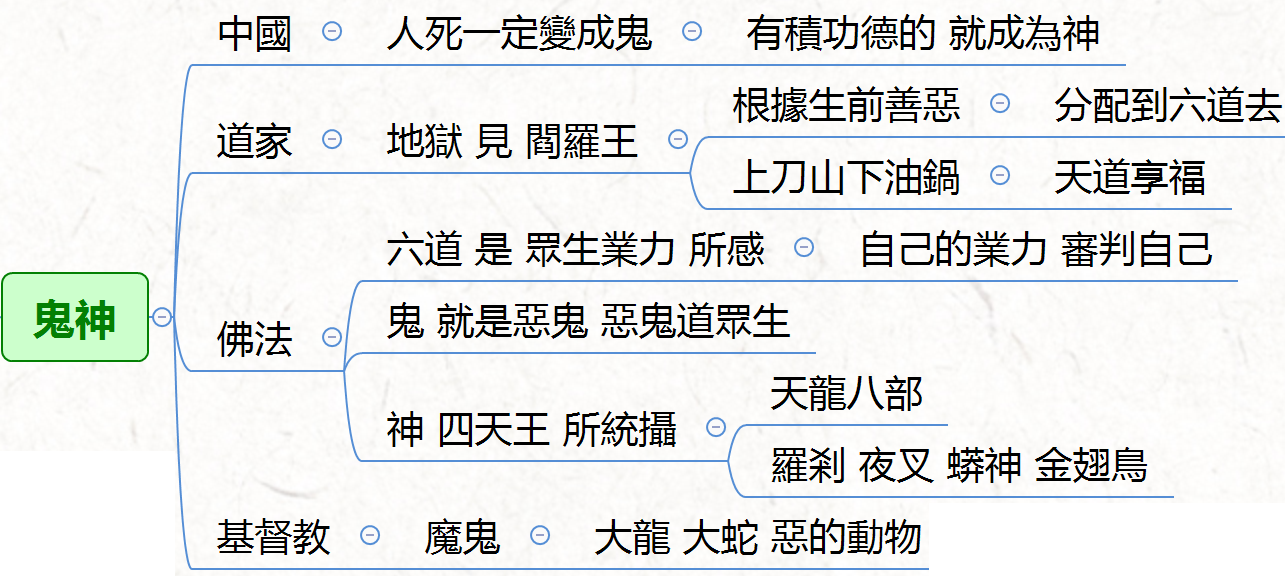 鬼神
中國
人死一定變成鬼
有積功德的 就成為神
道家
地獄 見 閻羅王
根據生前善惡
分配到六道去
上刀山下油鍋
天道享福
佛法
六道 是 眾生業力 所感
自己的業力 審判自己
鬼 就是惡鬼 惡鬼道眾生
神 四天王 所統攝
天龍八部
羅剎 夜叉 蟒神 金翅鳥
基督教
魔鬼
大龍 大蛇 惡的動物